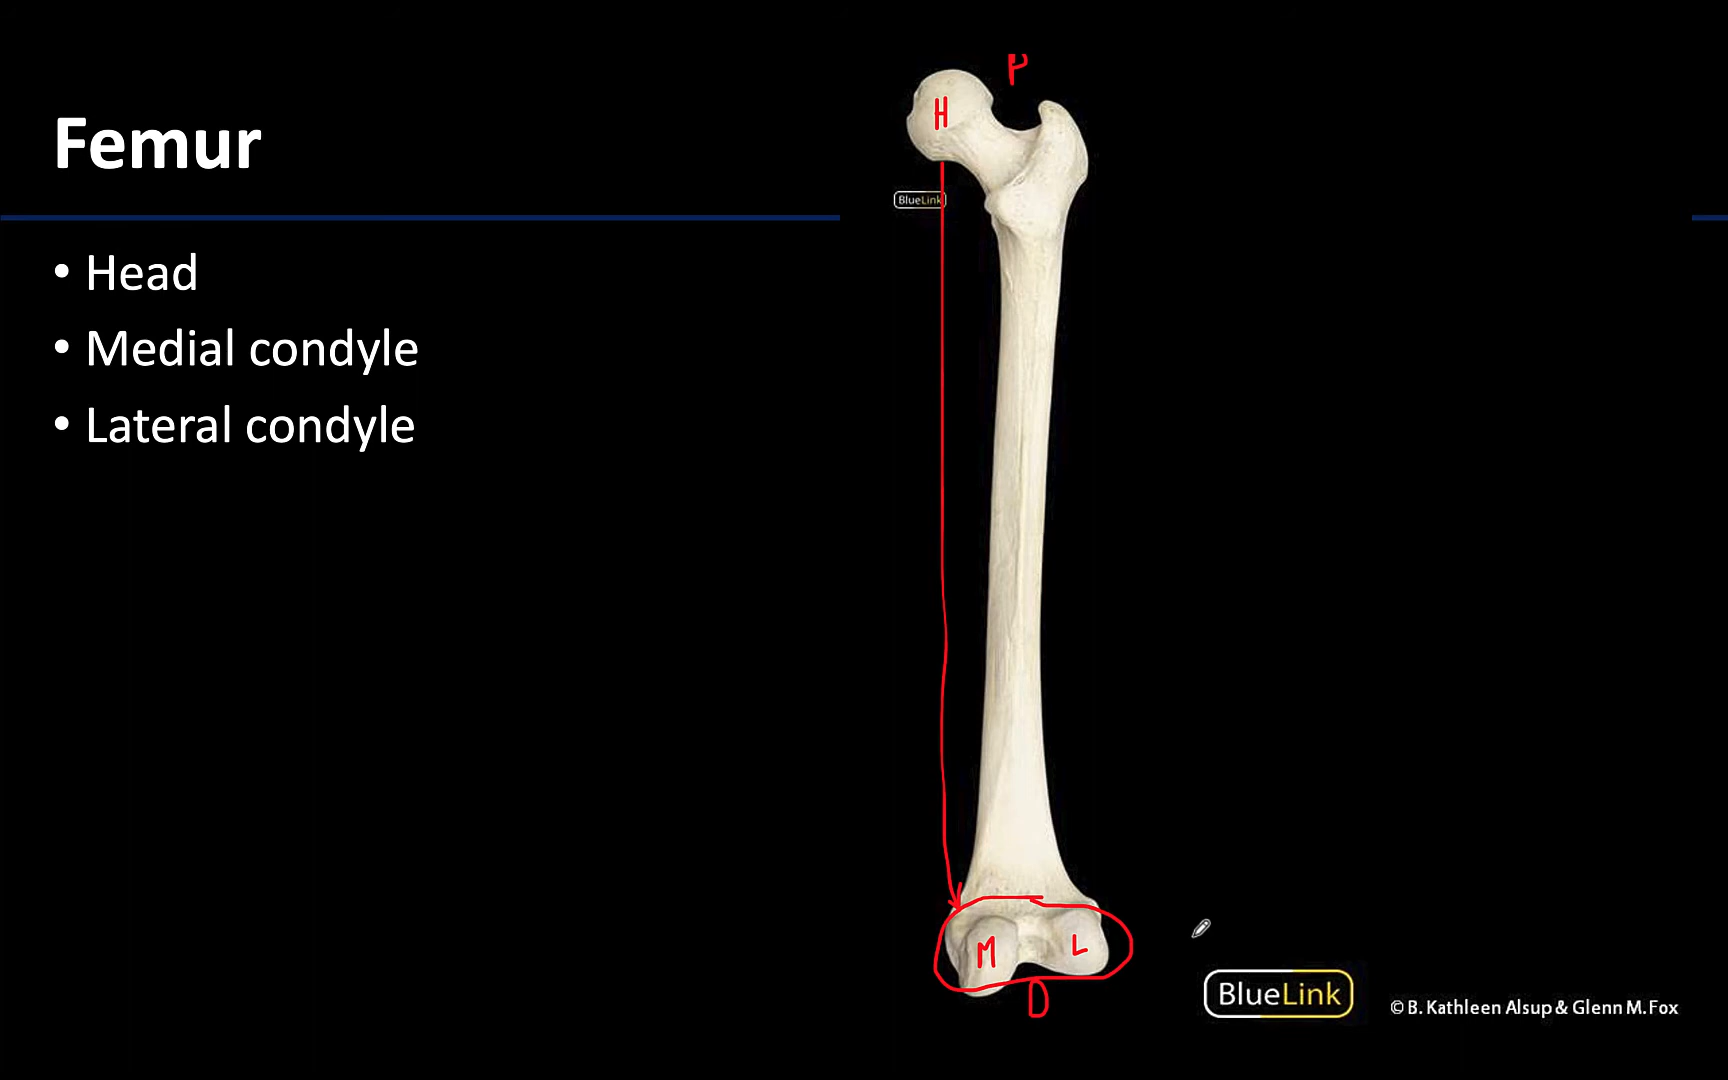 Femur
• Head
• Medial condyle
• Lateral condyle
P
H
BlueLink
M
L
D
BlueLink
© B. Kathleen Alsup & Glenn M. Fox